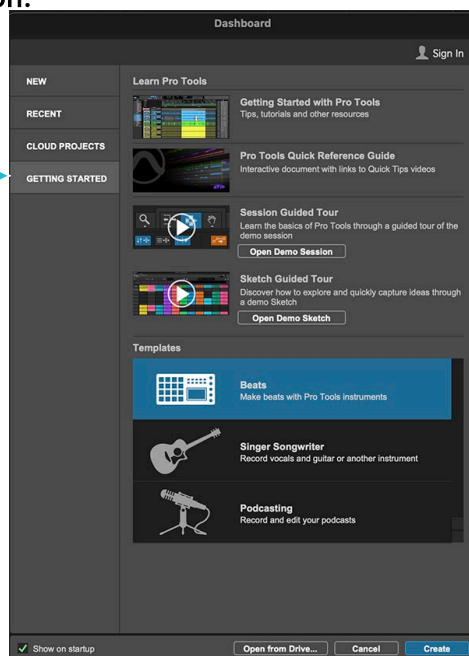 on.
Dashboard
Sign In
NEW
RECENT
CLOUD PROJECTS
GETTING STARTED
Learn Pro Tools
Getting Started with Pro Tools
Tips, tutorials and other resources
Pro Tools Quick Reference Guide
Interactive document with links to Quick Tips videos
Session Guided Tour
Learn the basics of Pro Tools through a guided tour of the
demo session
Open Demo Session
Sketch Guided Tour
Discover how to explore and quickly capture ideas through
a demo Sketch
Open Demo Sketch
Templates
Beats
Make beats with Pro Tools instruments
Singer Songwriter
Record vocals and guitar or another instrument
Podcasting
Record and edit your podcasts
Show on startup
Open from Drive...
Cancel
Create